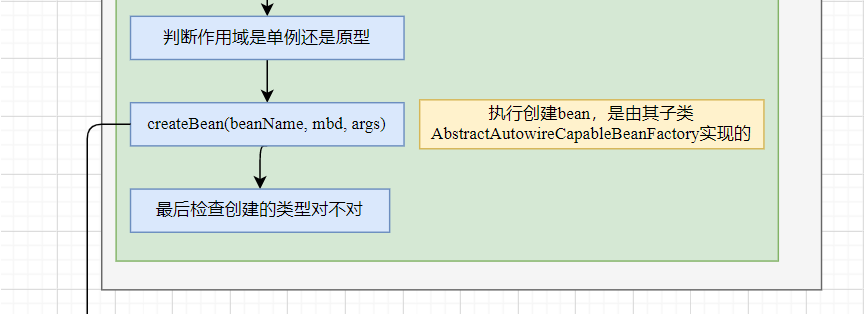 判断作用域是单例还是原型
createBean(beanName, mbd, args)
执行创建bean，是由其子类
AbstractAutowireCapableBeanFactory实现的
最后检查创建的类型对不对